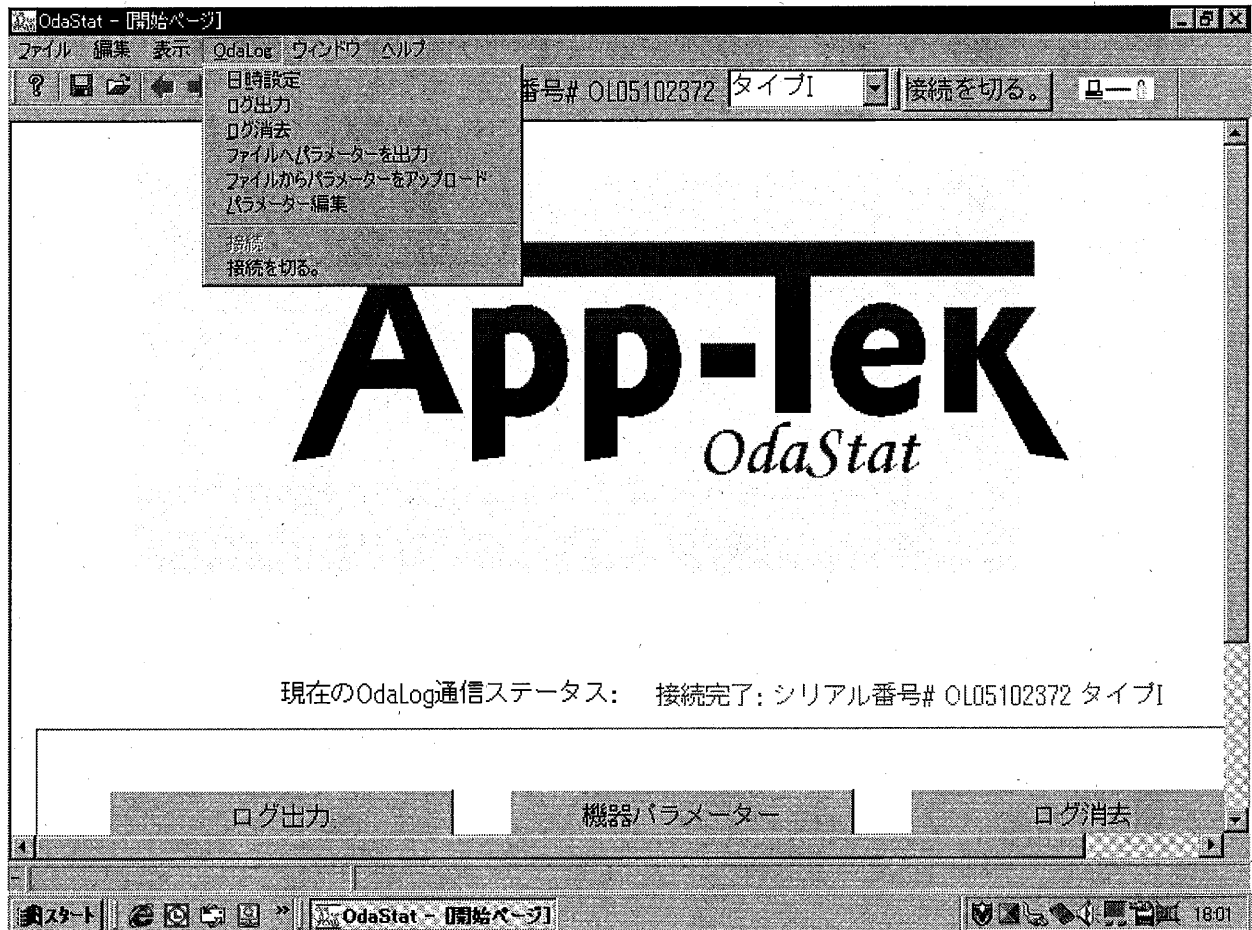 OdaStat - [開始ページ]
ファイル 編集 表示 OdaLog ウィンドウ ヘルプ
番号# OL05102372 タイプI 接続を切る。
日時設定
ログ出力
ログ消去
ファイルへパラメーターを出力
ファイルからパラメーターをアップロード
パラメーター編集
接続
接続を切る。
App-Tek
OdaStat
現在のOdaLog通信ステータス: 接続完了: シリアル番号# OL05102372 タイプI
ログ出力 機器パラメーター ログ消去
スタート OdaStat - [開始ページ] 18:01